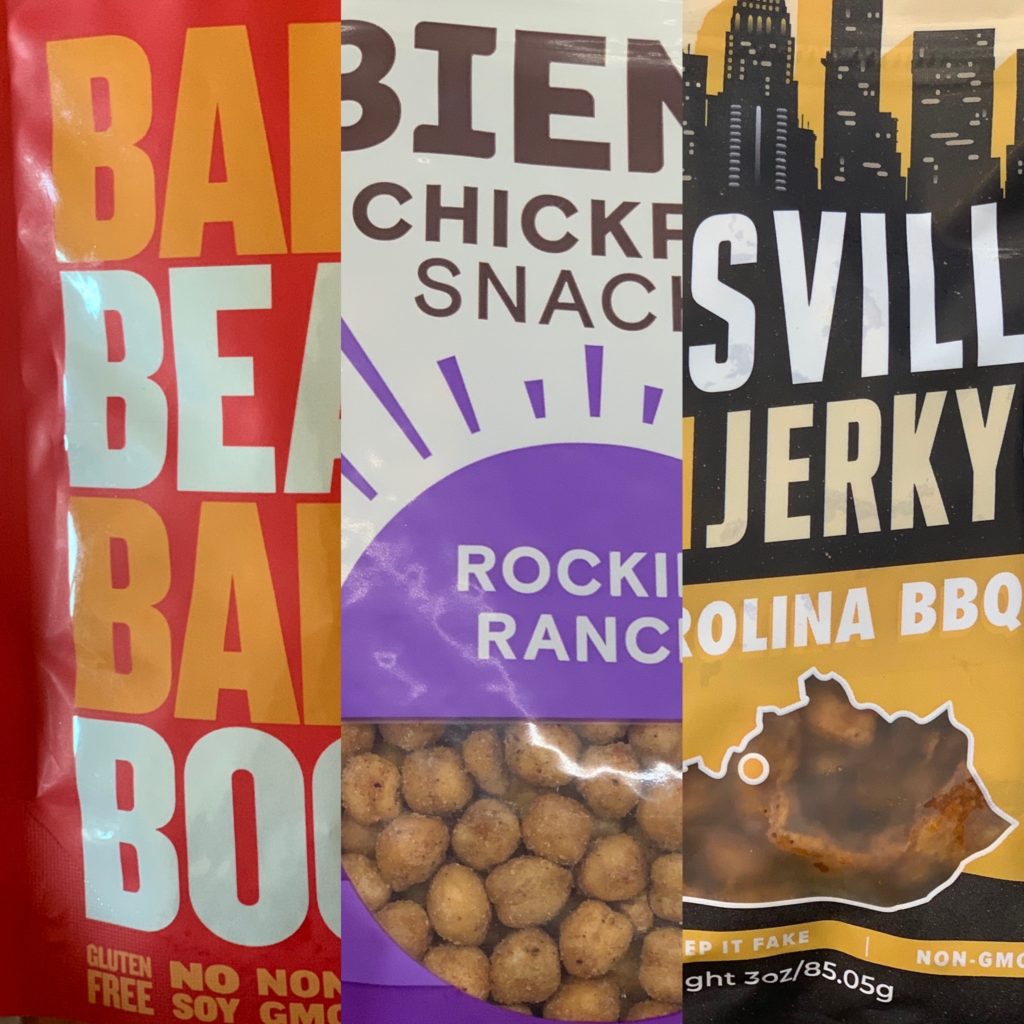 BA
BEA
BA
BOO
GLUTEN
FREE
NO
SOY
NON
GMO
BIEN
CHICKP
SNACK
ROCKIN
RANC
SVILL
JERKY
ROLINA BBQ
EP IT FAKE | NON-GMO
ght 3oz/85.05g